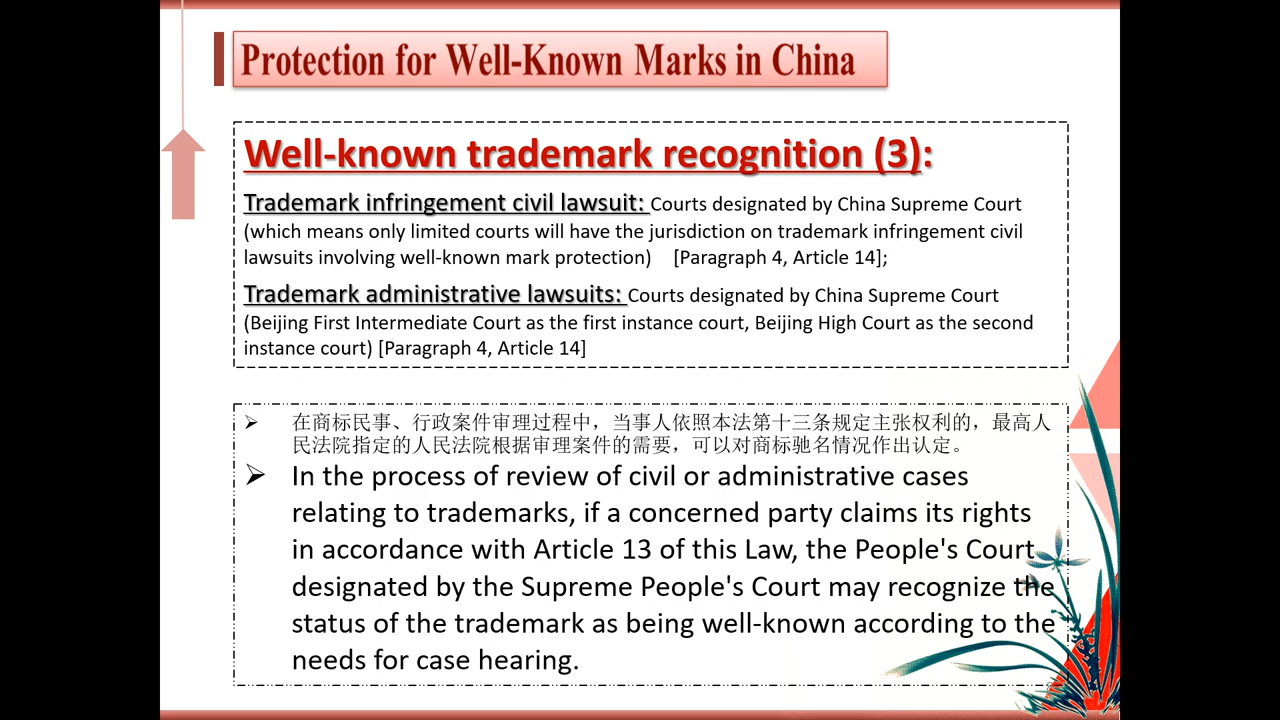 Protection for Well-Known Marks in China
Well-known trademark recognition (3):
Trademark infringement civil lawsuit: Courts designated by China Supreme Court
(which means only limited courts will have the jurisdiction on trademark infringement civil
lawsuits involving well-known mark protection) [Paragraph 4, Article 14];
Trademark administrative lawsuits: Courts designated by China Supreme Court
(Beijing First Intermediate Court as the first instance court, Beijing High Court as the second
instance court) [Paragraph 4, Article 14]
➢ 在商标民事、行政案件审理过程中，当事人依照本法第十三条规定主张权利的，最高人
民法院指定的人民法院根据审理案件的需要，可以对商标驰名情况作出认定。
➢ In the process of review of civil or administrative cases
relating to trademarks, if a concerned party claims its rights
in accordance with Article 13 of this Law, the People's Court
designated by the Supreme People's Court may recognize the
status of the trademark as being well-known according to the
needs for case hearing.